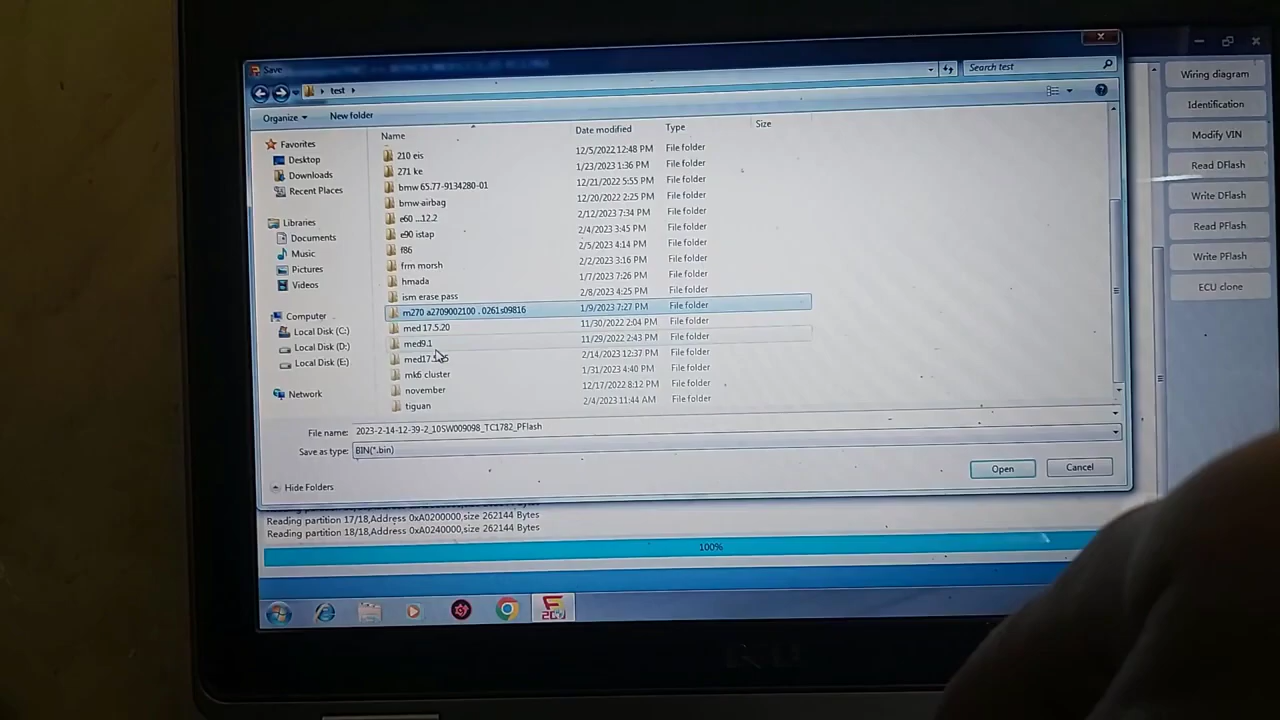 Save
test
Search test
Organize
New folder
Name
Date modified
Type
Size
210 eis 12/5/2022 12:48 PM File folder
271 ke 1/23/2023 1:36 PM File folder
bmw 65.77-9134280-01 12/21/2022 5:55 PM File folder
bmw airbag 12/20/2022 2:25 PM File folder
e60 ...12.2 2/12/2023 7:34 PM File folder
e90 istap 2/4/2023 3:45 PM File folder
f86 2/5/2023 4:14 PM File folder
frm morsh 2/2/2023 3:16 PM File folder
hmada 1/7/2023 7:26 PM File folder
ism erase pass 2/8/2023 4:25 PM File folder
m270 a2709002100 . 0261s09816 1/9/2023 7:27 PM File folder
med 17.5.20 11/30/2022 2:04 PM File folder
med9.1 11/29/2022 2:43 PM File folder
2/14/2023 12:37 PM File folder
mk6 cluster 1/31/2023 4:40 PM File folder
november 12/17/2022 8:12 PM File folder
tiguan 2/4/2023 11:44 AM File folder
Favorites
Desktop
Downloads
Recent Places
Libraries
Documents
Music
Pictures
Videos
Computer
Local Disk (C:)
Local Disk (D:)
Local Disk (E:)
Network
File name: 2023-2-14-12-39-2_10SW009098_TC1782_PFlash
Save as type: BIN(*.bin)
Hide Folders
Open
Cancel
Reading partition 17/18,Address 0xA0200000,size 262144 Bytes
Reading partition 18/18,Address 0xA0240000,size 262144 Bytes
100%
Wiring diagram
Identification
Modify VIN
Read DFlash
Write DFlash
Read PFlash
Write PFlash
ECU clone